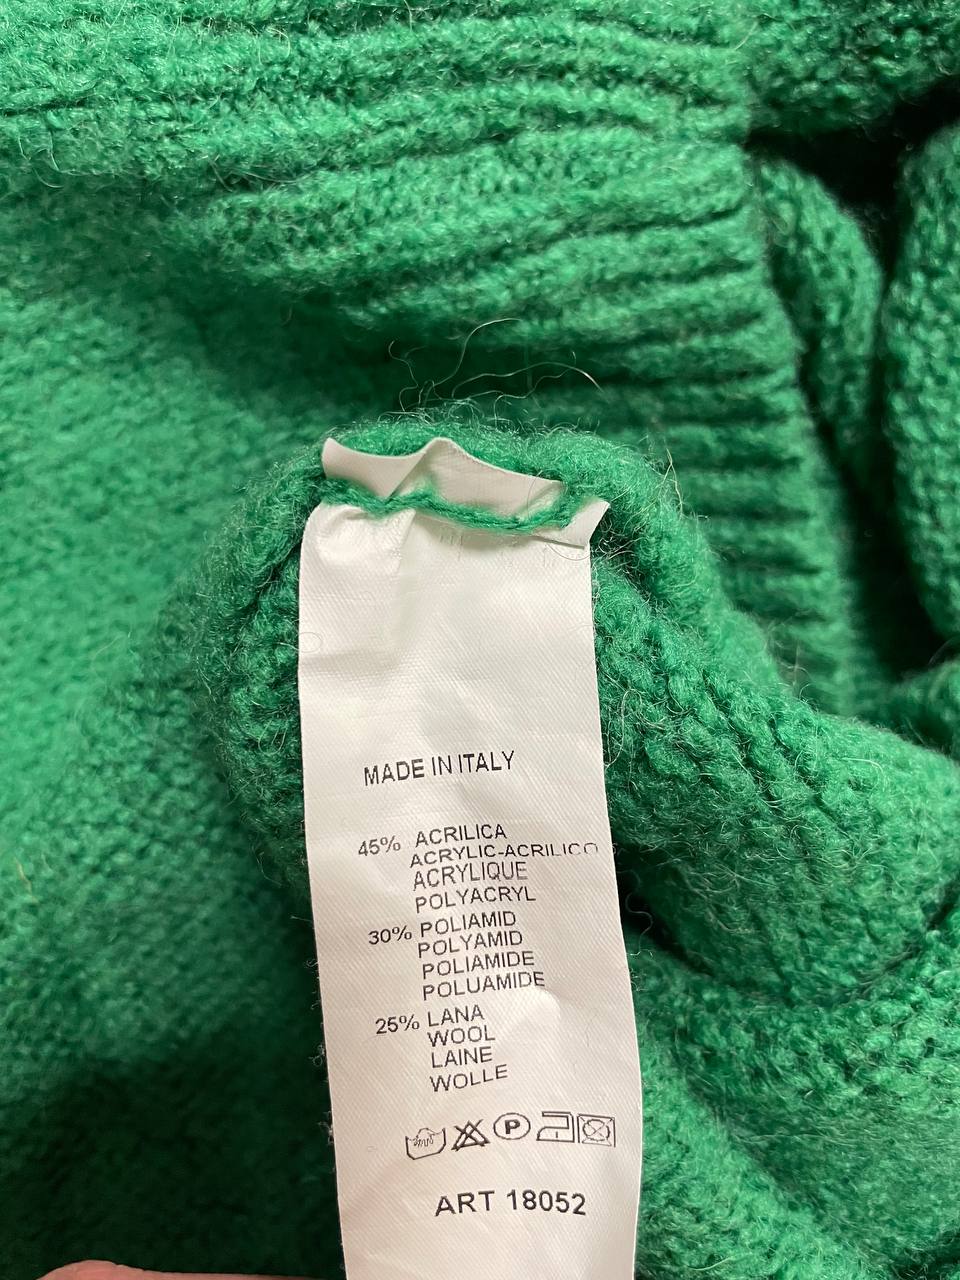 MADE IN ITALY
45% ACRILICA
ACRYLIC-ACRILICO
ACRYLIQUE
POLYACRYL
30% POLIAMID
POLYAMID
POLIAMIDE
POLUAMIDE
25% LANA
WOOL
LAINE
WOLLE
P
ART 18052